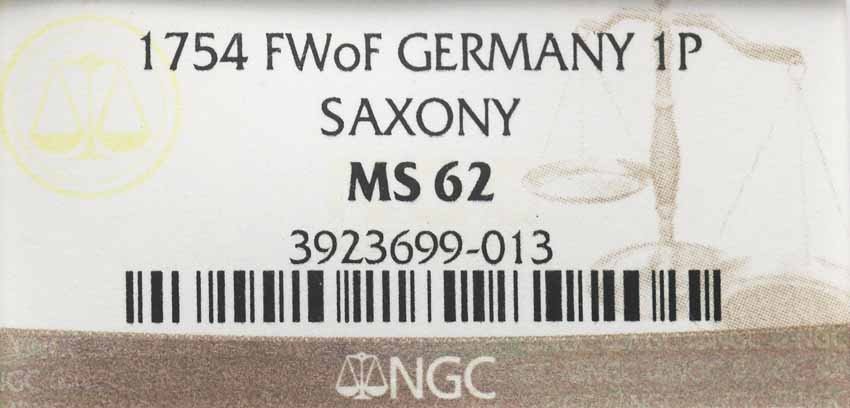 1754 FWoF GERMANY 1P
SAXONY
MS 62
3923699-013
NGC